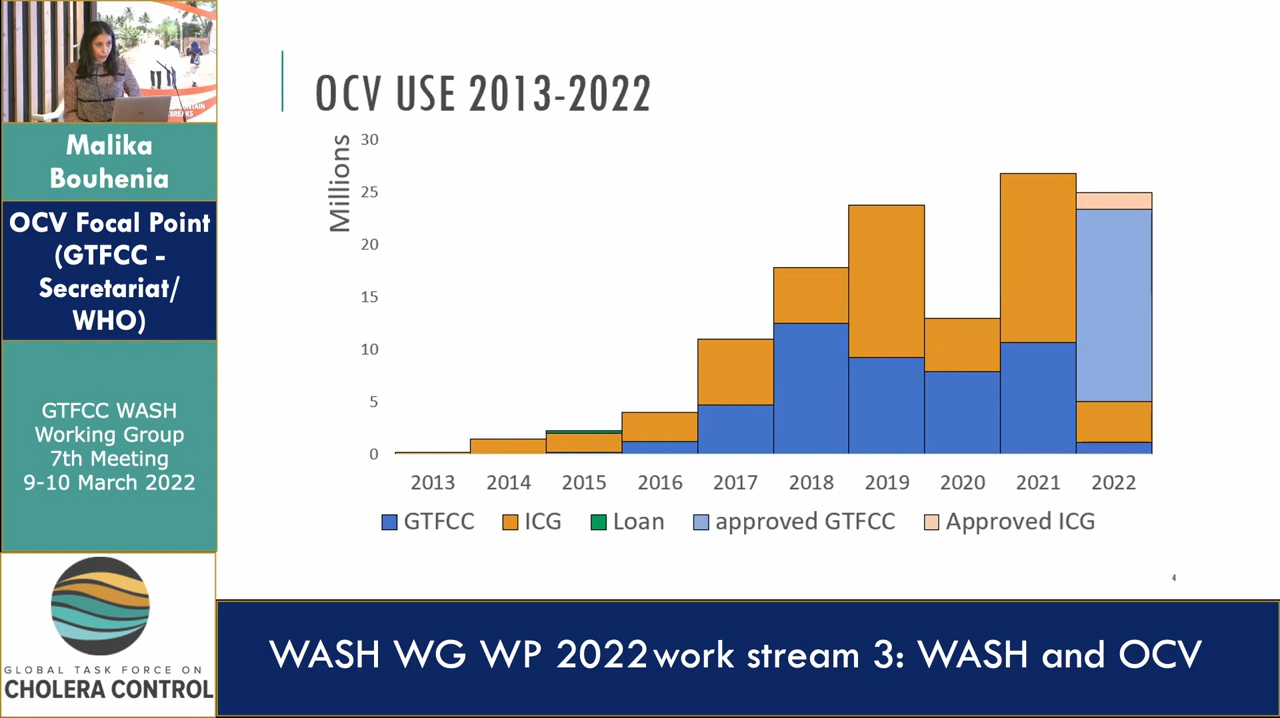 MOUNTAIN
BREAKS
Malika
Bouhenia
OCV Focal Point
(GTFCC -
Secretariat/
WHO)
GTFCC WASH
Working Group
7th Meeting
9-10 March 2022
GLOBAL TASK FORCE ON
CHOLERA CONTROL
OCV USE 2013-2022
Millions
30
25
20
15
10
5
0
2013 2014 2015 2016 2017 2018 2019 2020 2021 2022
GTFCC ICG Loan approved GTFCC Approved ICG
4
WASH WG WP 2022 work stream 3: WASH and OCV